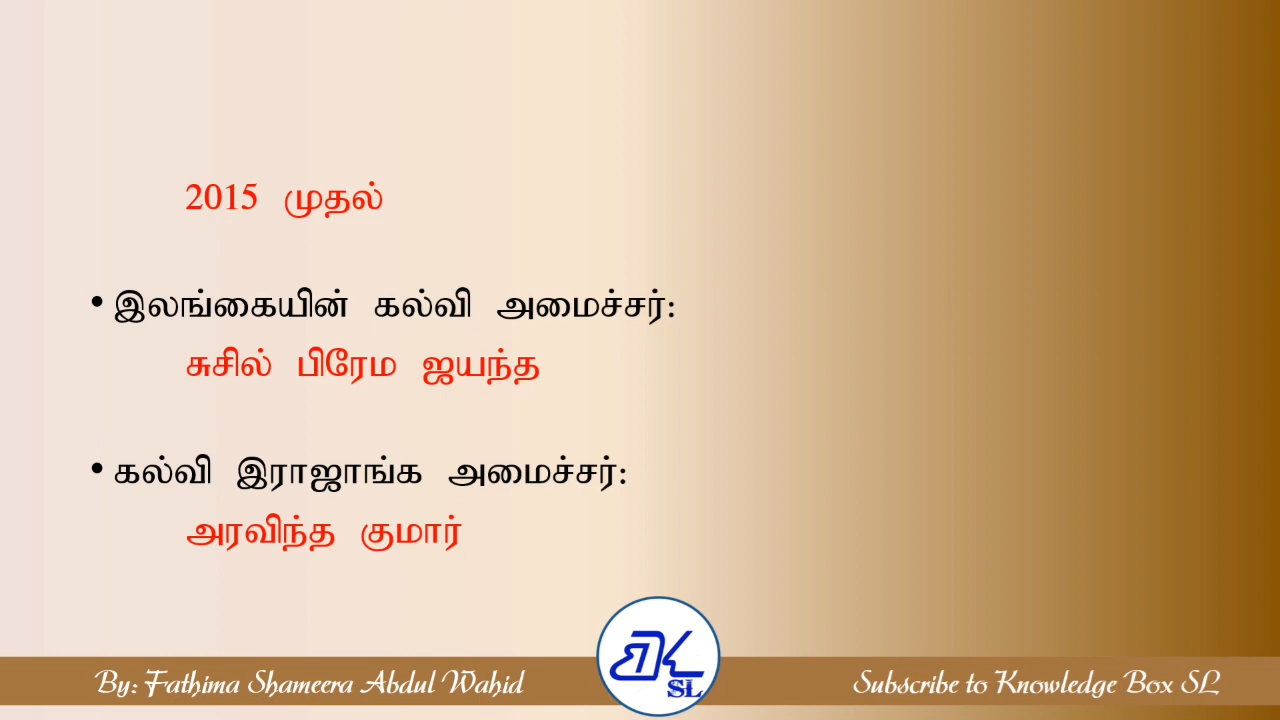 2015 முதல்
• இலங்கையின் கல்வி அமைச்சர்:
சுசில் பிரேம ஜயந்த
• கல்வி இராஜாங்க அமைச்சர்:
அரவிந்த குமார்
SL
By: Fathima Shameera Abdul Wahid
Subscribe to Knowledge Box SL